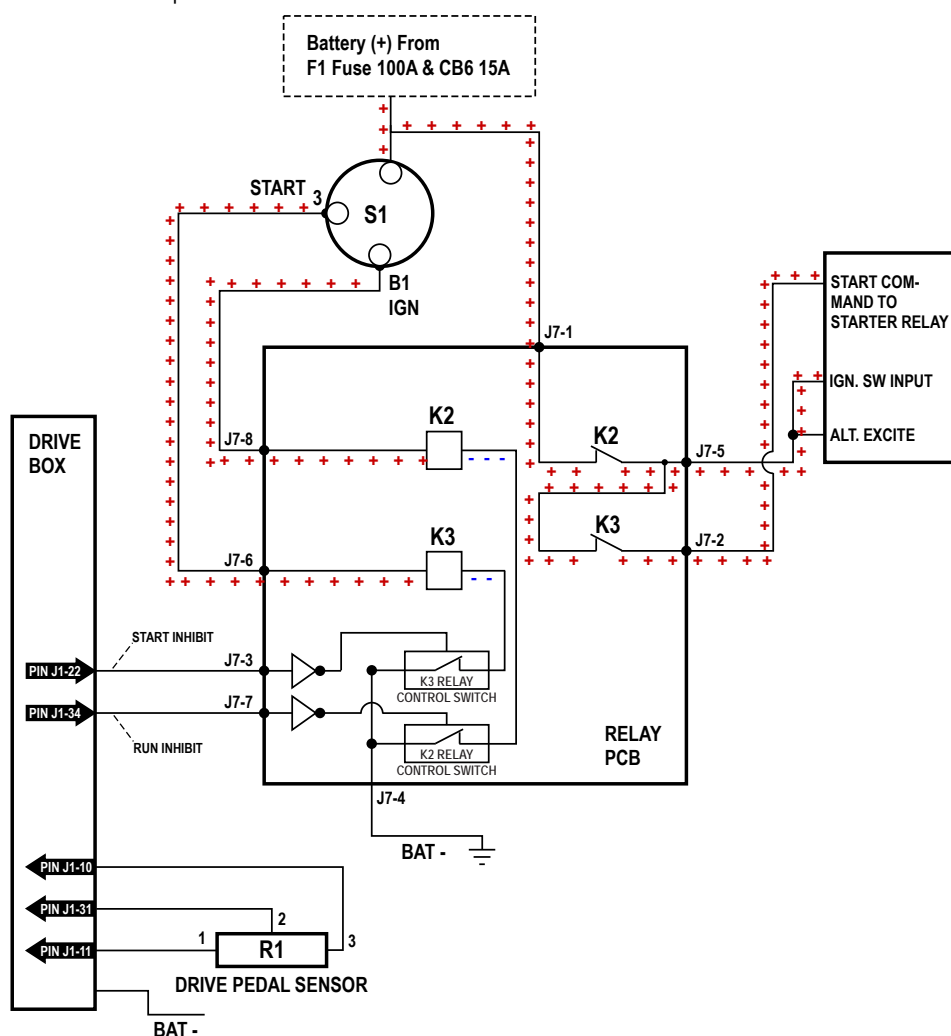 Battery (+) From
F1 Fuse 100A & CB6 15A
START
3
S1
B1
IGN
START COM-
MAND TO
STARTER RELAY
IGN. SW INPUT
ALT. EXCITE
J7-1
DRIVE
BOX
J7-8
K2
- - -
K2
J7-5
K3
J7-2
J7-6
K3
- -
START INHIBIT
PIN J1-22
J7-3
K3 RELAY
CONTROL SWITCH
PIN J1-34
J7-7
RUN INHIBIT
K2 RELAY
CONTROL SWITCH
RELAY
PCB
J7-4
BAT -
PIN J1-10
PIN J1-31
2
PIN J1-11
1
R1
3
DRIVE PEDAL SENSOR
BAT -